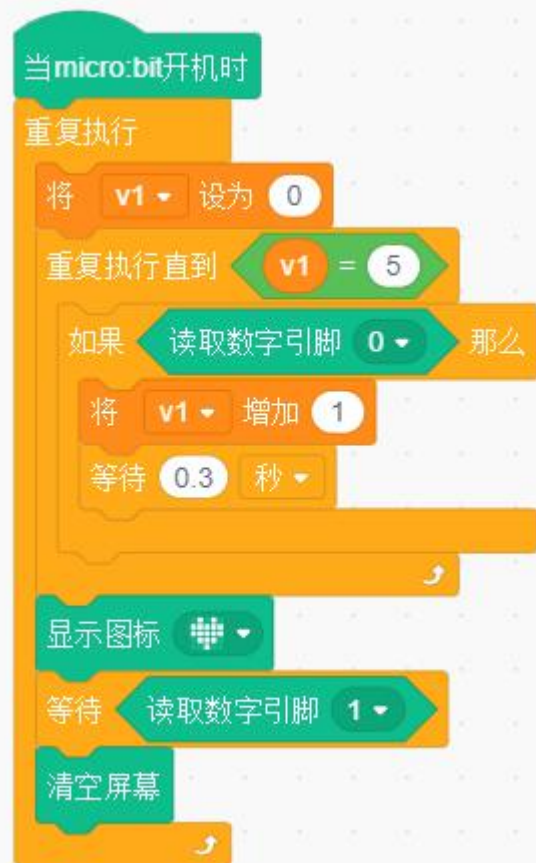 当micro:bit开机时
重复执行
将 v1 设为 0
重复执行直到 v1 = 5
如果 读取数字引脚 0 那么
将 v1 增加 1
等待 0.3 秒
显示图标
等待 读取数字引脚 1
清空屏幕